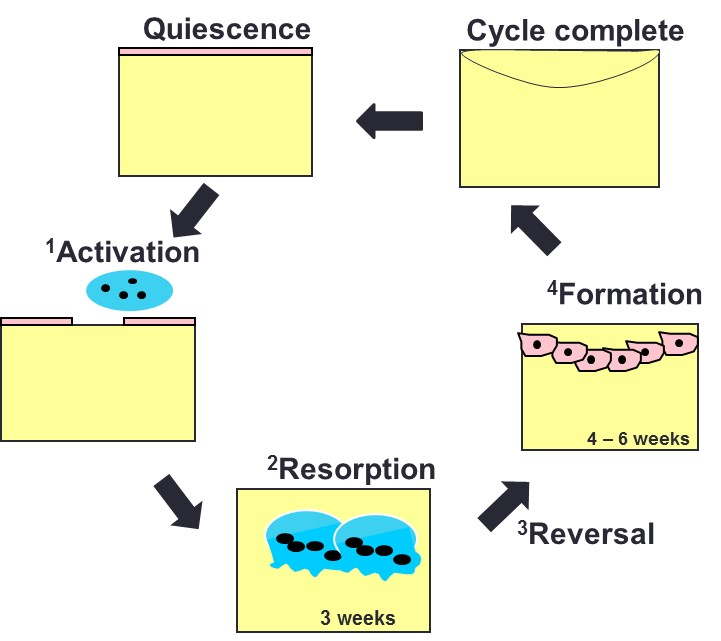 Quiescence
Cycle complete
¹Activation
⁴Formation
4 – 6 weeks
²Resorption
3 weeks
³Reversal